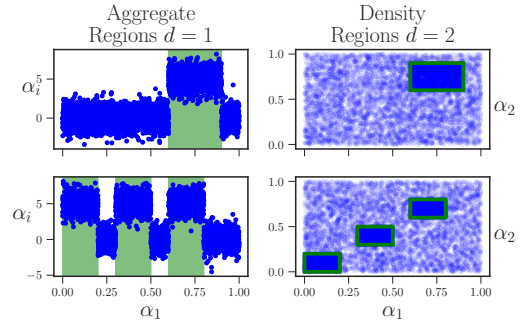 Aggregate
Regions d = 1
Density
Regions d = 2
α_i
5
0
1.0
0.5
0.0
α_2
α_i
5
0
−5
0.00
0.25
0.50
0.75
1.00
α_1
1.0
0.5
0.0
0.00
0.25
0.50
0.75
1.00
α_1
α_2